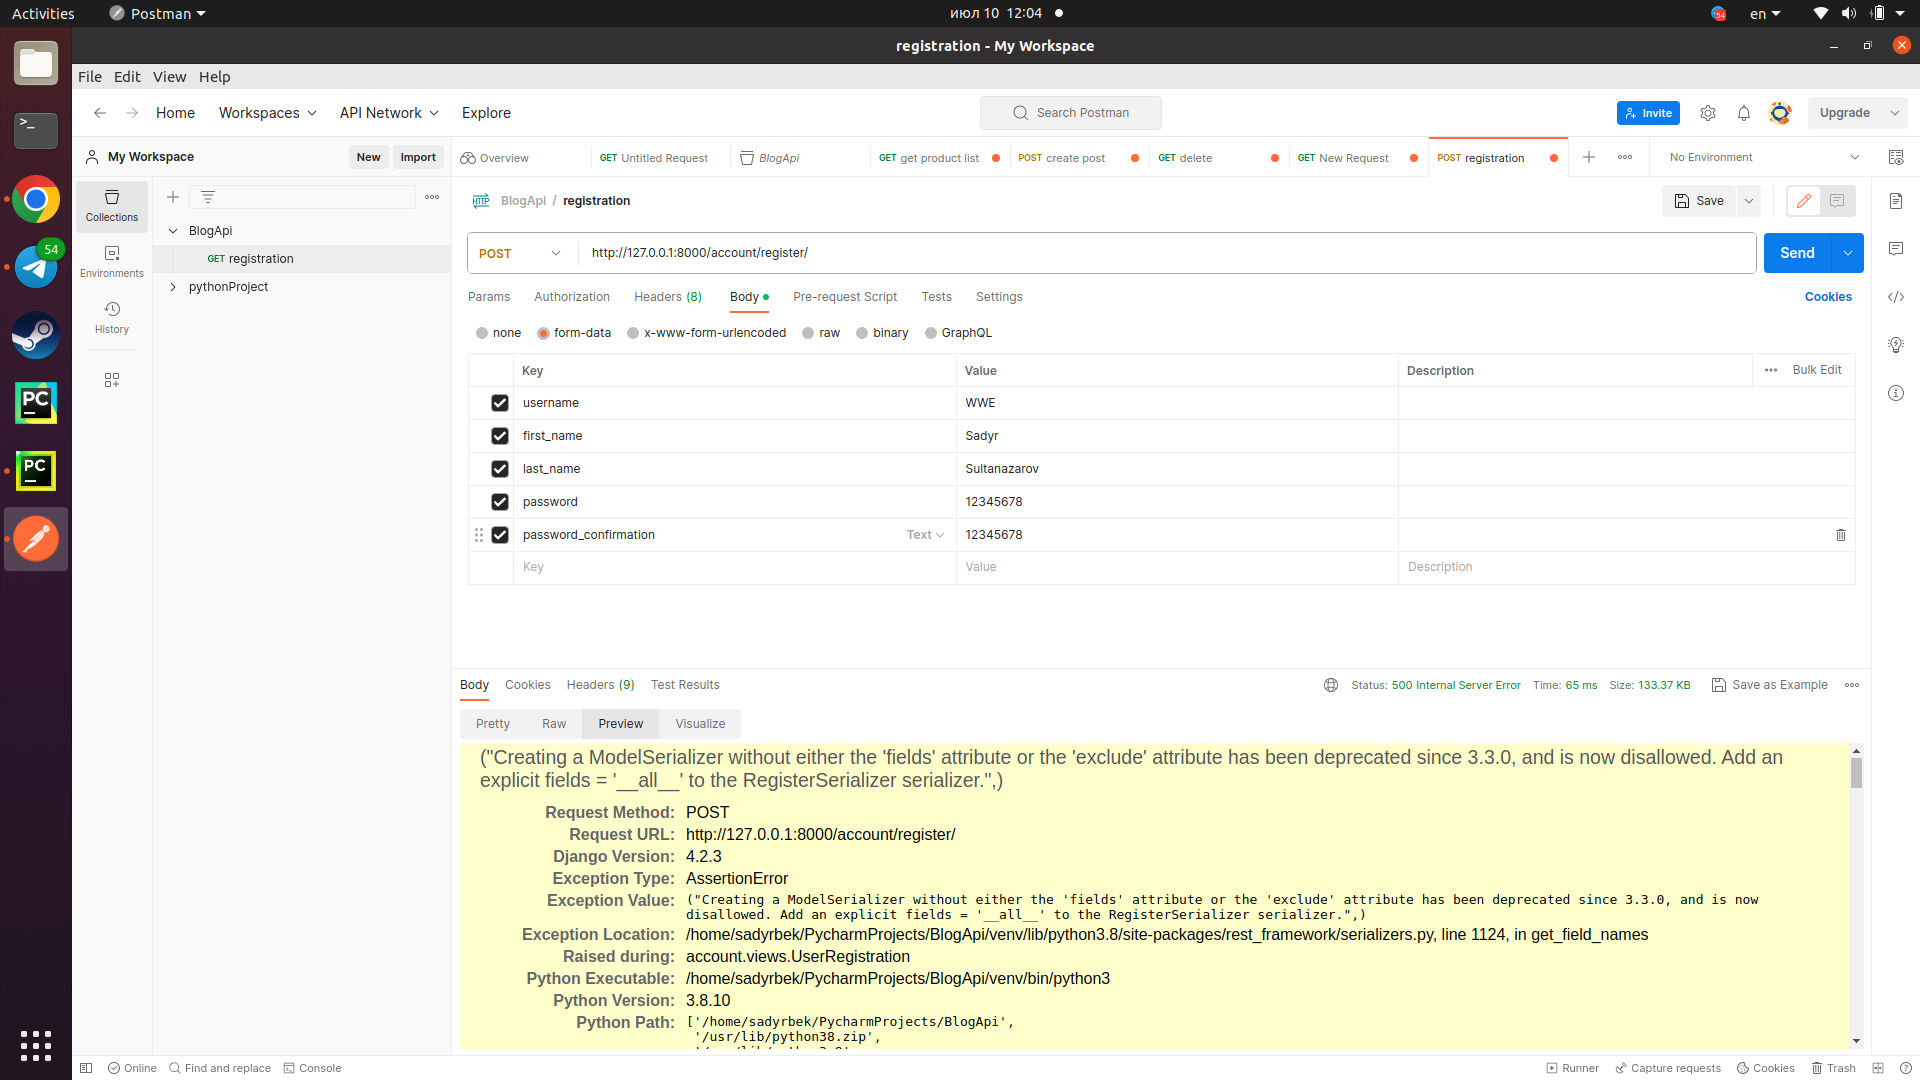 Activities
Postman
июл 10 12:04
54
en
registration - My Workspace
File Edit View Help
Home Workspaces API Network Explore
Search Postman
Invite
Upgrade
My Workspace
New
Import
Overview
GET Untitled Request
BlogApi
GET get product list
POST create post
GET delete
GET New Request
POST registration
No Environment
Collections
Environments
History
BlogApi
GET registration
pythonProject
54
PC
PC
HTTP BlogApi / registration
Save
POST http://127.0.0.1:8000/account/register/
Send
Params Authorization Headers (8) Body Pre-request Script Tests Settings
Cookies
none form-data x-www-form-urlencoded raw binary GraphQL
Key Value Description Bulk Edit
username WWE
first_name Sadyr
last_name Sultanazarov
password 12345678
password_confirmation Text 12345678
Key Value Description
Body Cookies Headers (9) Test Results
Status: 500 Internal Server Error Time: 65 ms Size: 133.37 KB Save as Example
Pretty Raw Preview Visualize
("Creating a ModelSerializer without either the 'fields' attribute or the 'exclude' attribute has been deprecated since 3.3.0, and is now disallowed. Add an
explicit fields = '__all__' to the RegisterSerializer serializer.",)
Request Method: POST
Request URL: http://127.0.0.1:8000/account/register/
Django Version: 4.2.3
Exception Type: AssertionError
Exception Value: ("Creating a ModelSerializer without either the 'fields' attribute or the 'exclude' attribute has been deprecated since 3.3.0, and is now
disallowed. Add an explicit fields = '__all__' to the RegisterSerializer serializer.",)
Exception Location: /home/sadyrbek/PycharmProjects/BlogApi/venv/lib/python3.8/site-packages/rest_framework/serializers.py, line 1124, in get_field_names
Raised during: account.views.UserRegistration
Python Executable: /home/sadyrbek/PycharmProjects/BlogApi/venv/bin/python3
Python Version: 3.8.10
Python Path: ['/home/sadyrbek/PycharmProjects/BlogApi',
'/usr/lib/python38.zip',
Online Find and replace Console
Runner Capture requests Cookies Trash